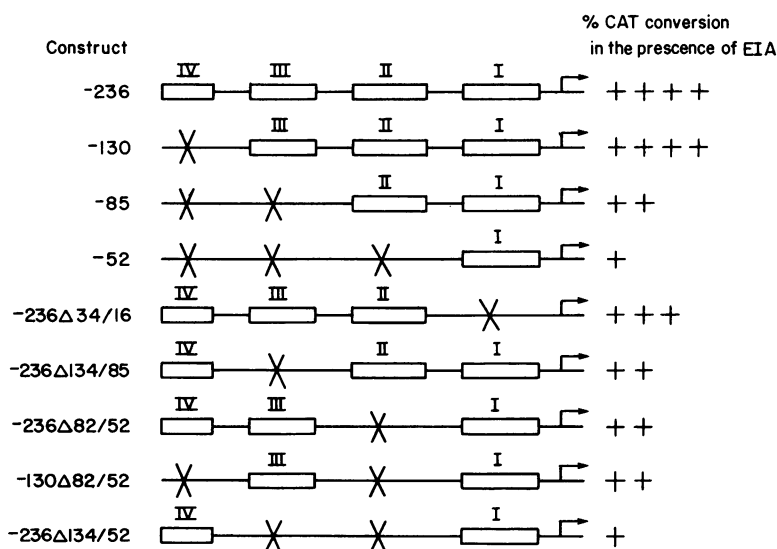 % CAT conversion
Construct in the prescence of EIA
IV III II I
-236 + + + +
III II I
-130 + + + +
II I
-85 + +
I
-52 +
IV III II
-236Δ34/16 + + +
IV II I
-236Δ134/85 + +
IV III I
-236Δ82/52 + +
III I
-130Δ82/52 + +
IV I
-236Δ134/52 +